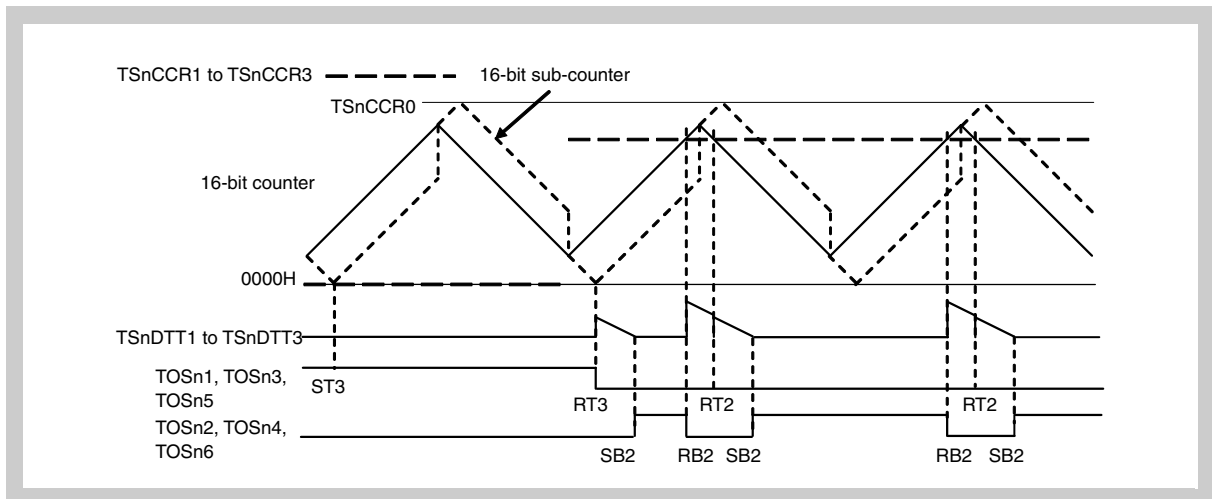 TSnCCR1 to TSnCCR3
16-bit sub-counter
TSnCCR0
16-bit counter
0000H
TSnDTT1 to TSnDTT3
TOSn1, TOSn3,
TOSn5
ST3
RT3
RT2
RT2
TOSn2, TOSn4,
TOSn6
SB2
RB2
SB2
RB2
SB2